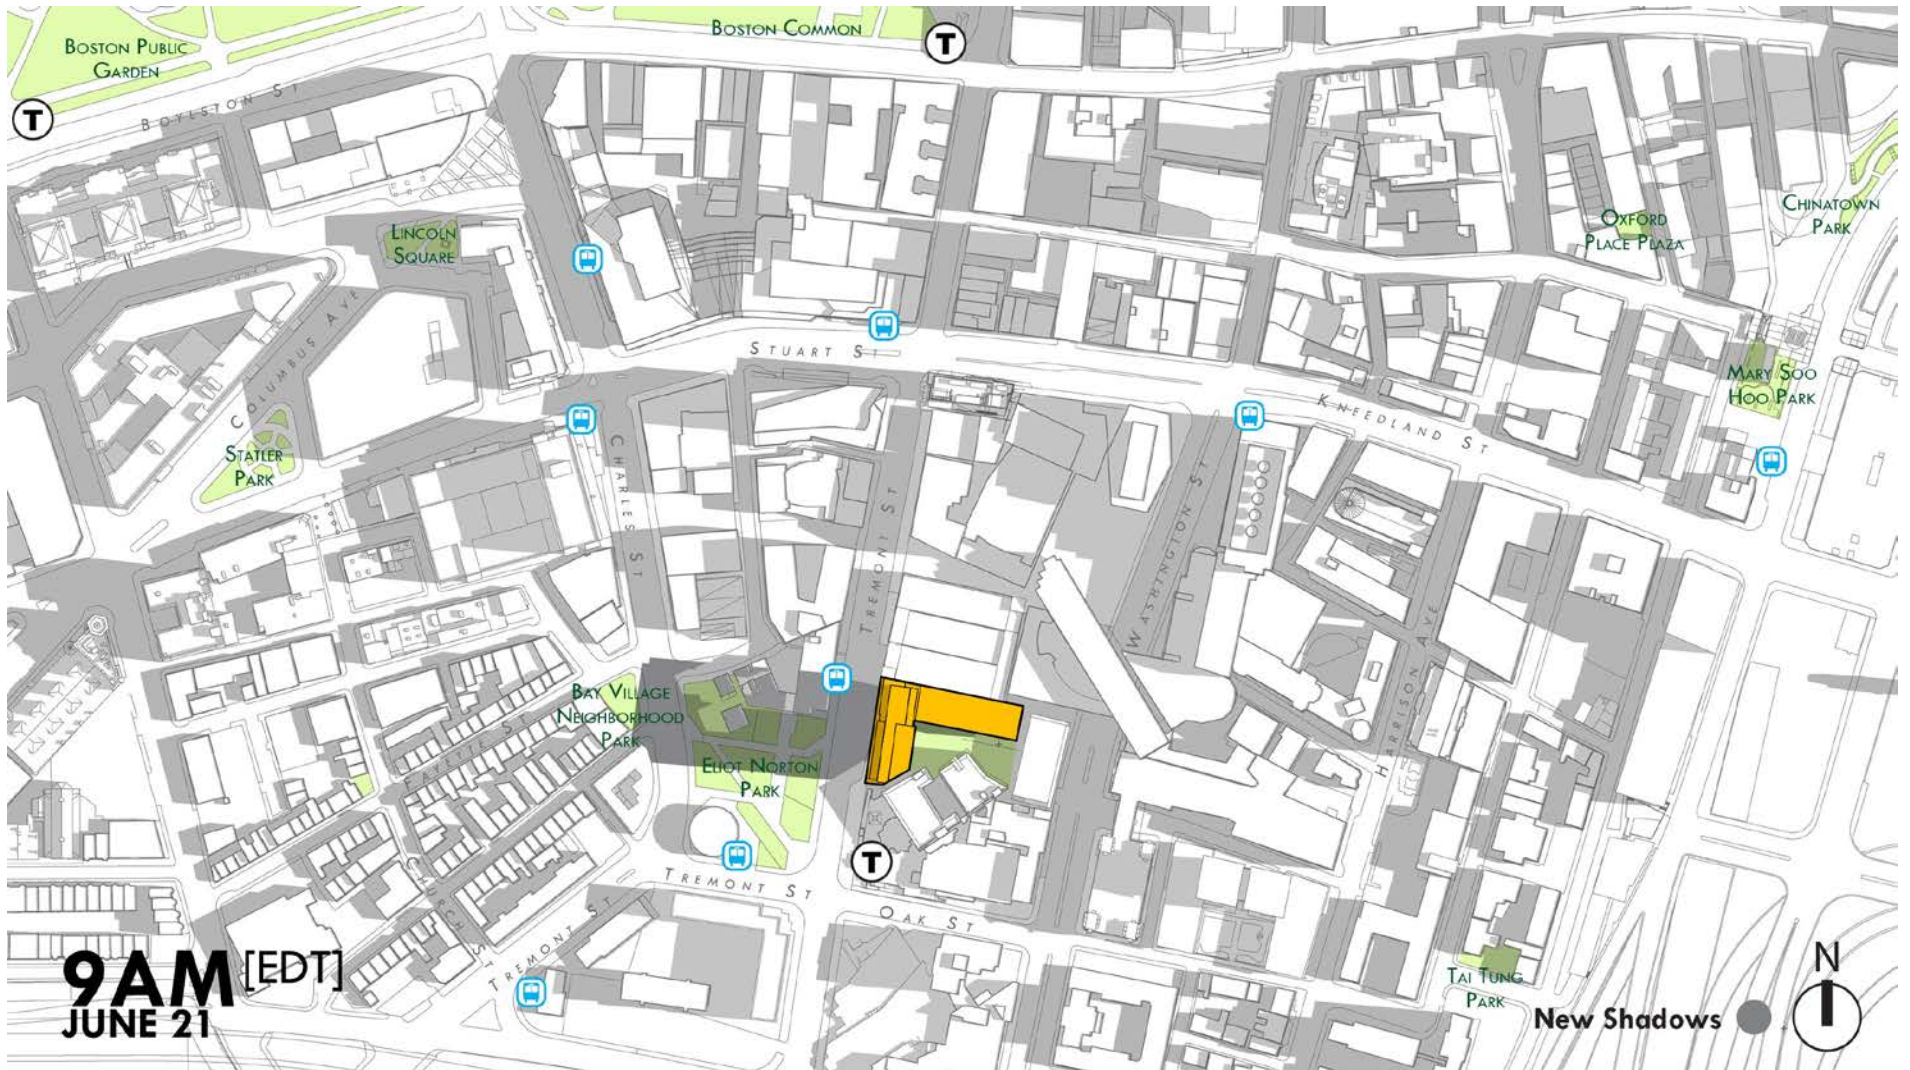 BOSTON PUBLIC
GARDEN
BOSTON COMMON
T
T
BOYLSTON ST
LINCOLN
SQUARE
OXFORD
PLACE PLAZA
CHINATOWN
PARK
COLUMBUS AVE
STUART ST
MARY SOO
HOO PARK
KNEEDLAND ST
STATLER
PARK
CHARLES ST
TREMONT ST
WASHINGTON ST
HARRISON AVE
BAY VILLAGE
NEIGHBORHOOD
PARK
FAYETTE ST
ELIOT NORTON
PARK
T
TREMONT ST
CHURCH ST
TREMONT ST
OAK ST
TAI TUNG
PARK
9AM [EDT]
JUNE 21
New Shadows
N